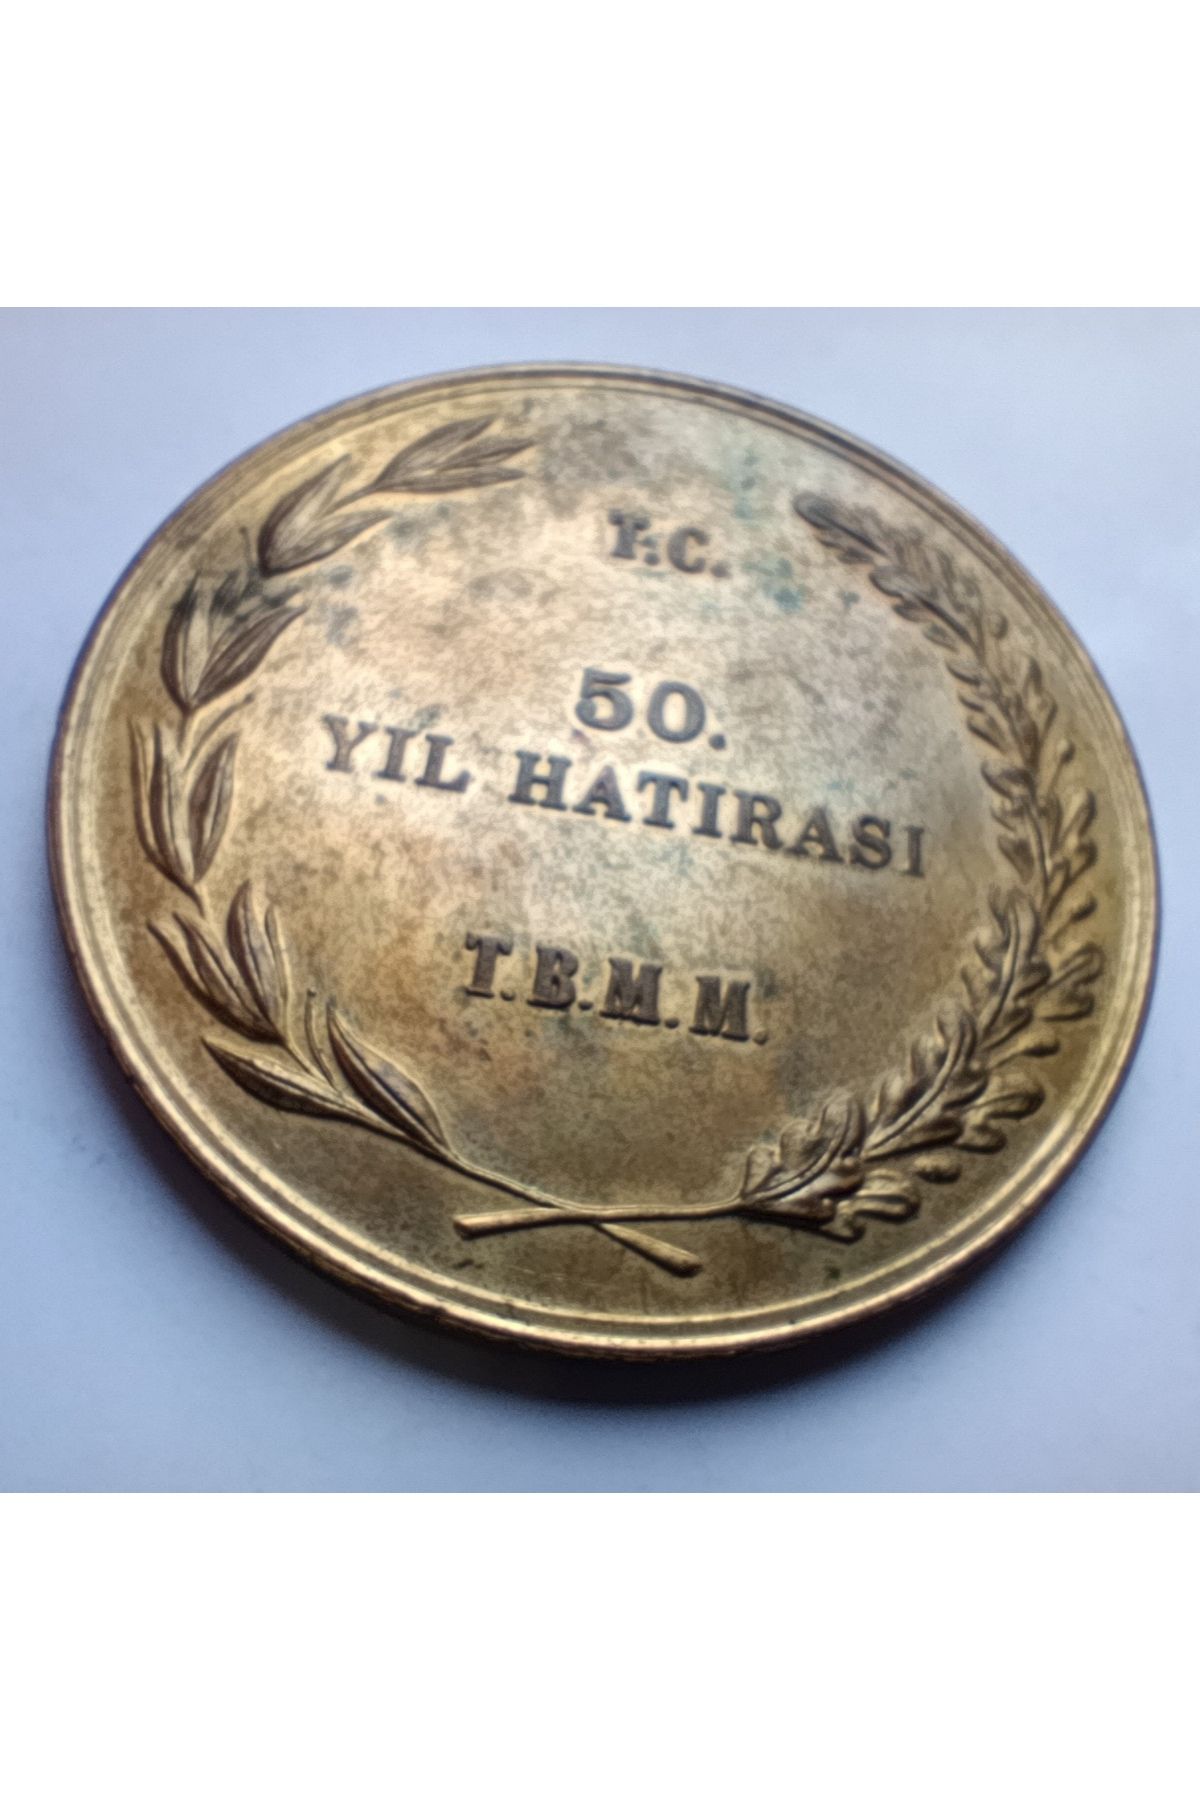 T.C.
50.
YIL HATIRASI
T.B.M.M.